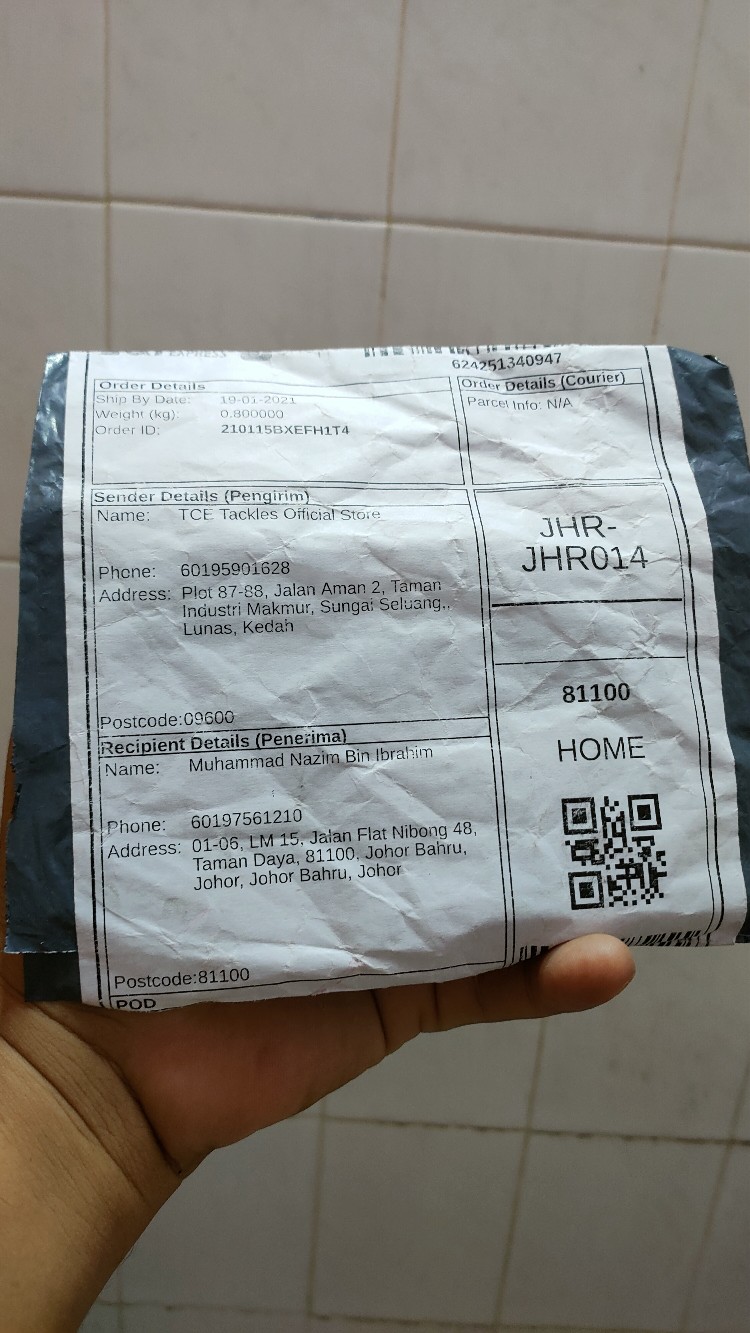 EXPRESS
624251340947
Order Details
Ship By Date: 19-01-2021
Weight (kg): 0.800000
Order ID: 210115BXEFH1T4
Order Details (Courier)
Parcel Info: N/A
Sender Details (Pengirim)
Name: TCE Tackles Official Store
Phone: 60195901628
Address: Plot 87-88, Jalan Aman 2, Taman
Industri Makmur, Sungai Seluang,,
Lunas, Kedah
Postcode:09600
JHR-
JHR014
81100
HOME
Recipient Details (Penerima)
Name: Muhammad Nazim Bin Ibrahim
Phone: 60197561210
Address: 01-06, LM 15, Jalan Flat Nibong 48,
Taman Daya, 81100, Johor Bahru,
Johor, Johor Bahru, Johor
Postcode:81100
POD